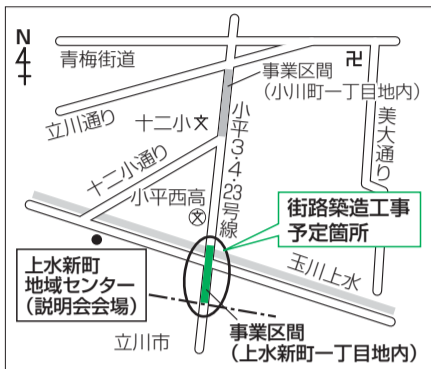 N
青梅街道
事業区間
(小川町一丁目地内)
卍
立川通り
十二小文
小平3・4・23号線
美大通り
十二小通り
小平西高
文
街路築造工事
予定箇所
玉川上水
上水新町
地域センター
(説明会会場)
立川市
事業区間
(上水新町一丁目地内)